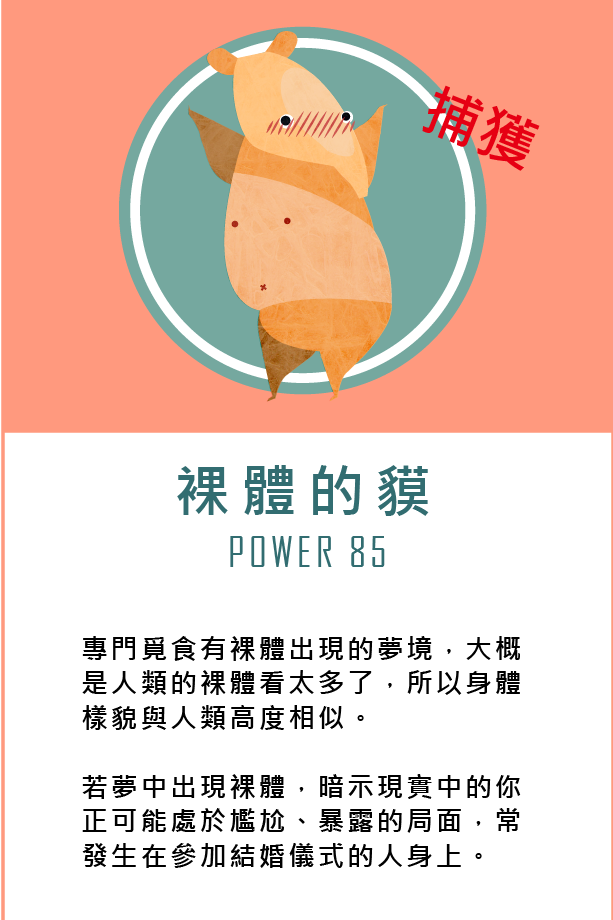 捕獲
裸體的貘
POWER 85
專門覓食有裸體出現的夢境，大概
是人類的裸體看太多了，所以身體
樣貌與人類高度相似。
若夢中出現裸體，暗示現實中的你
正可能處於尷尬、暴露的局面，常
發生在參加結婚儀式的人身上。